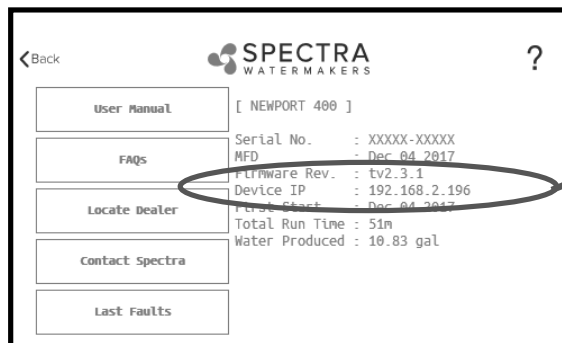 Back
SPECTRA
WATERMAKERS
?
User Manual
FAQs
Locate Dealer
Contact Spectra
Last Faults
[ NEWPORT 400 ]
Serial No. : XXXXX-XXXXX
MFD : Dec 04 2017
Firmware Rev. : tv2.3.1
Device IP : 192.168.2.196
First Start : Dec 04 2017
Total Run Time : 51m
Water Produced : 10.83 gal